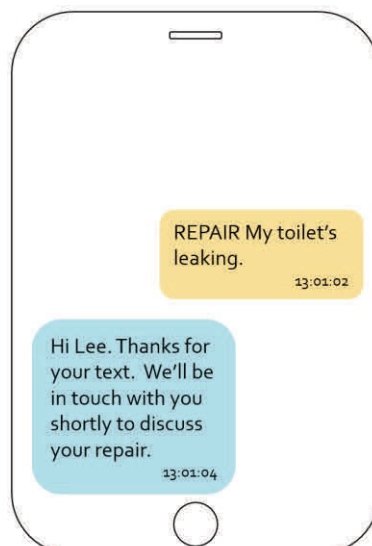 REPAIR My toilet's
leaking.
13:01:02
Hi Lee. Thanks for
your text.  We'll be
in touch with you
shortly to discuss
your repair.
13:01:04